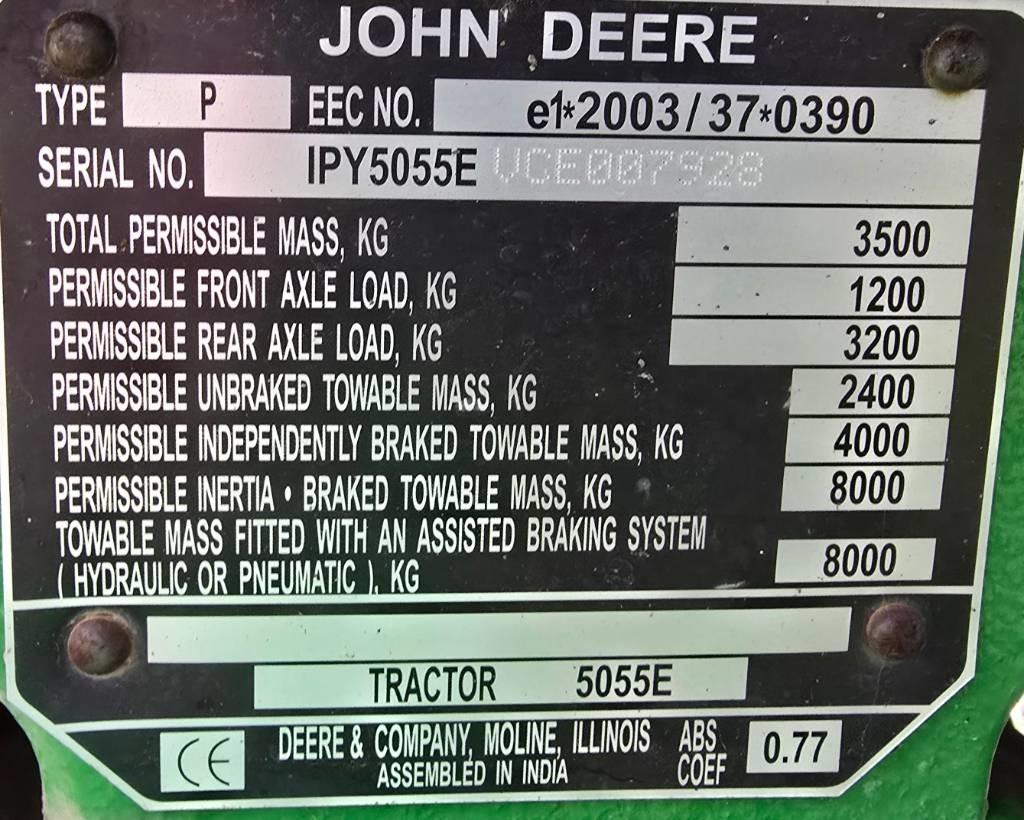 JOHN DEERE
TYPE P EEC NO. e1*2003/37*0390
SERIAL NO. IPY5055E VCE007928
TOTAL PERMISSIBLE MASS, KG 3500
PERMISSIBLE FRONT AXLE LOAD, KG 1200
PERMISSIBLE REAR AXLE LOAD, KG 3200
PERMISSIBLE UNBRAKED TOWABLE MASS, KG 2400
PERMISSIBLE INDEPENDENTLY BRAKED TOWABLE MASS, KG 4000
PERMISSIBLE INERTIA • BRAKED TOWABLE MASS, KG 8000
TOWABLE MASS FITTED WITH AN ASSISTED BRAKING SYSTEM
( HYDRAULIC OR PNEUMATIC ), KG 8000
TRACTOR 5055E
CE DEERE & COMPANY, MOLINE, ILLINOIS ABS 0.77
ASSEMBLED IN INDIA COEF